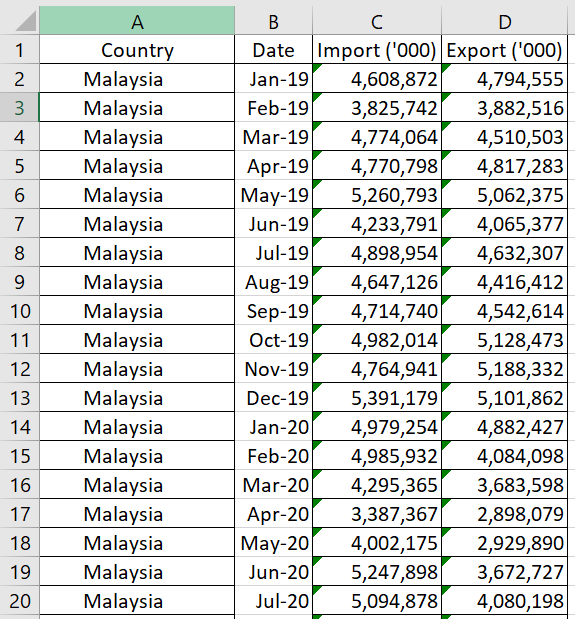 A B C D
1 Country Date Import ('000) Export ('000)
2 Malaysia Jan-19 4,608,872 4,794,555
3 Malaysia Feb-19 3,825,742 3,882,516
4 Malaysia Mar-19 4,774,064 4,510,503
5 Malaysia Apr-19 4,770,798 4,817,283
6 Malaysia May-19 5,260,793 5,062,375
7 Malaysia Jun-19 4,233,791 4,065,377
8 Malaysia Jul-19 4,898,954 4,632,307
9 Malaysia Aug-19 4,647,126 4,416,412
10 Malaysia Sep-19 4,714,740 4,542,614
11 Malaysia Oct-19 4,982,014 5,128,473
12 Malaysia Nov-19 4,764,941 5,188,332
13 Malaysia Dec-19 5,391,179 5,101,862
14 Malaysia Jan-20 4,979,254 4,882,427
15 Malaysia Feb-20 4,985,932 4,084,098
16 Malaysia Mar-20 4,295,365 3,683,598
17 Malaysia Apr-20 3,387,367 2,898,079
18 Malaysia May-20 4,002,175 2,929,890
19 Malaysia Jun-20 5,247,898 3,672,727
20 Malaysia Jul-20 5,094,878 4,080,198